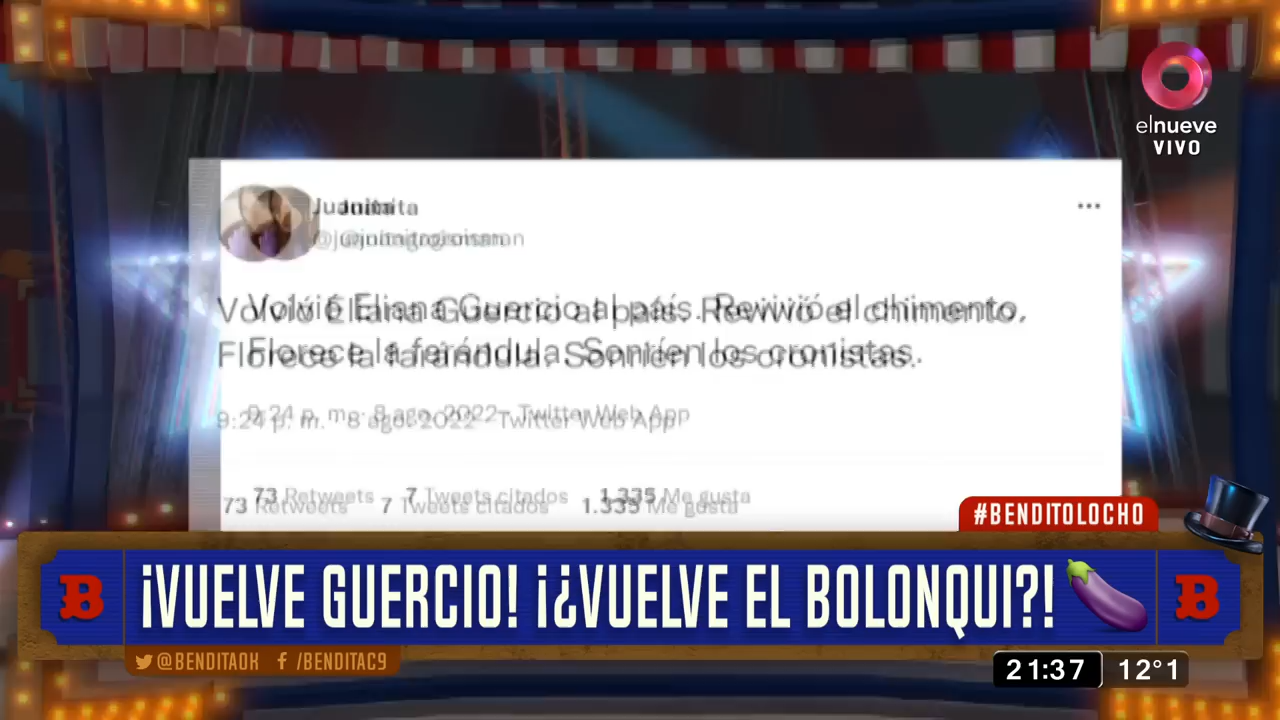 elnueve
VIVO
Juanita
Volvió Eliana Guercio al país. Revivió el chimento.
Florece la farándula. Sonríen los cronistas.
9:24 p. m. · 8 ago. 2022 · Twitter Web App
73 Retweets 7 Tweets citados 1.335 Me gusta
#BENDITOLOCHO
B ¡VUELVE GUERCIO! ¡¿VUELVE EL BOLONQUI?! B
@BENDITAOK f /BENDITAC9
21:37 12°1